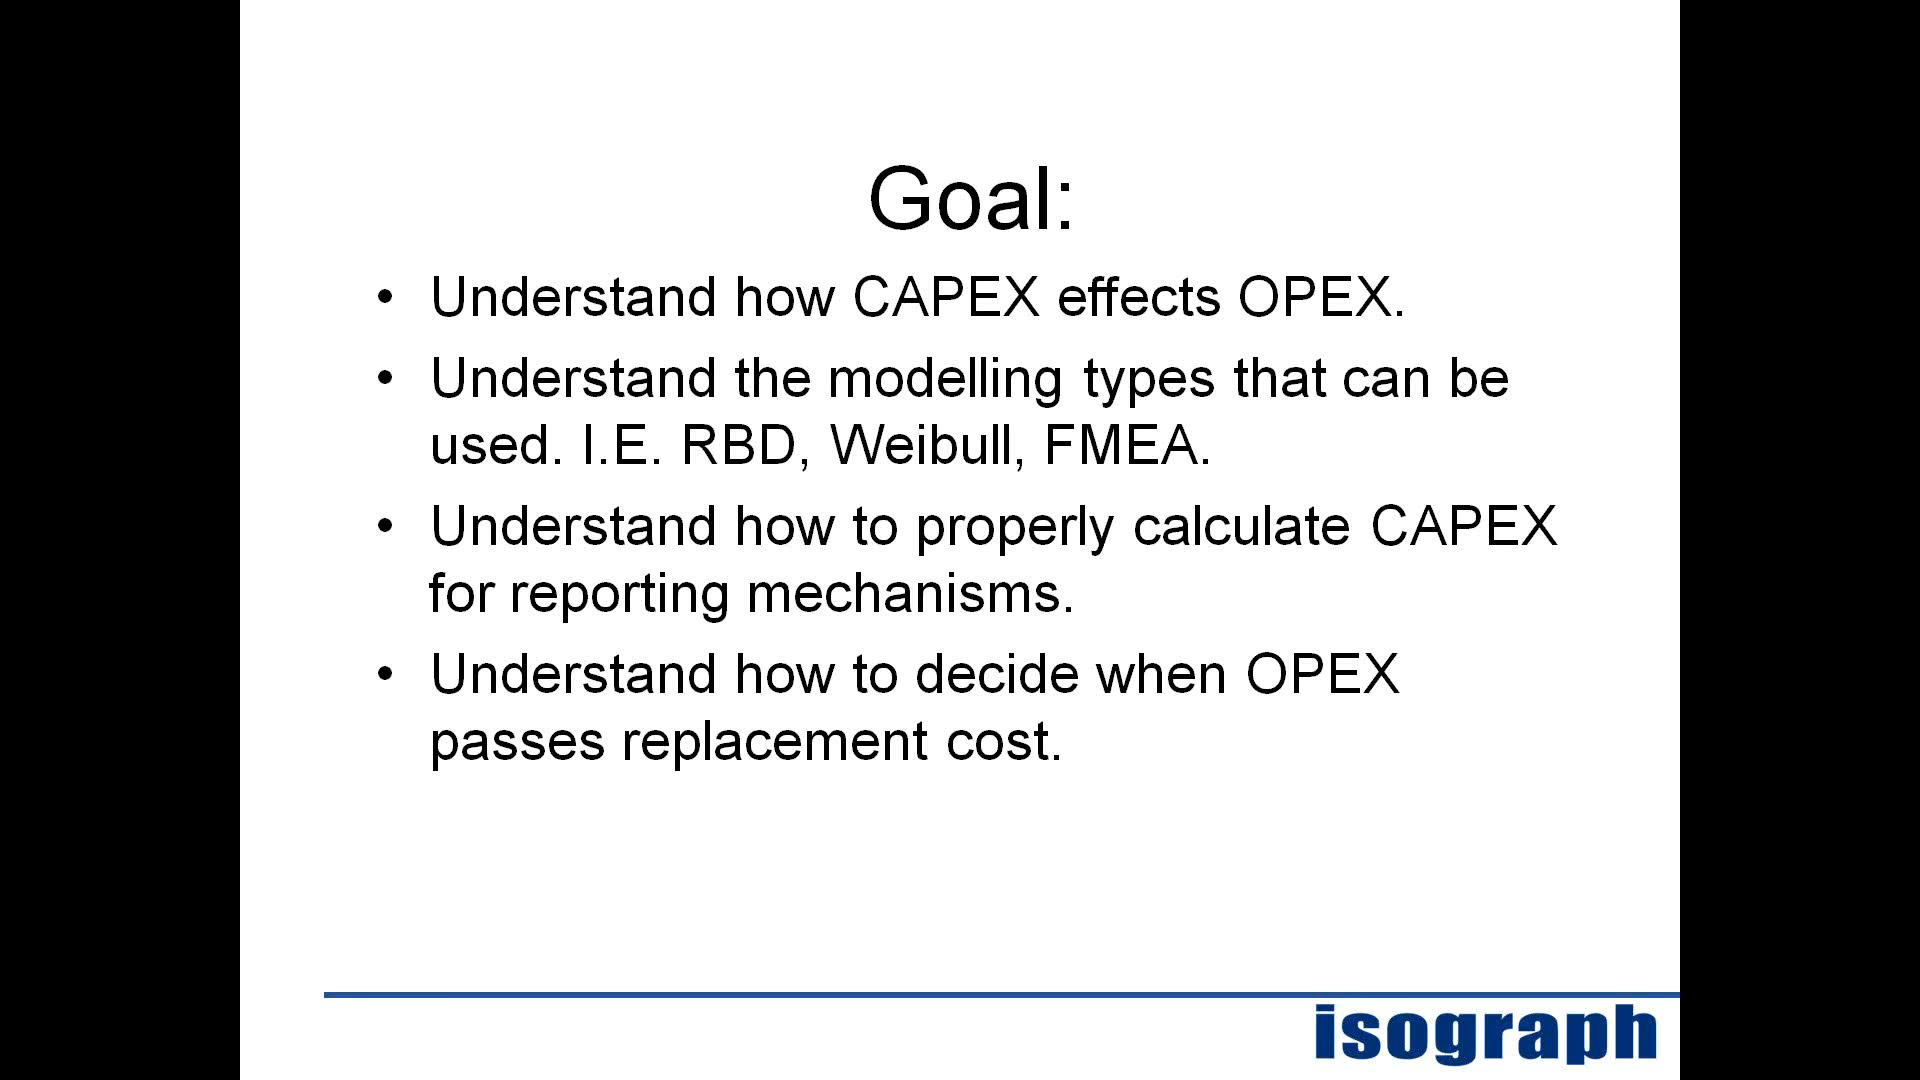 Goal:
• Understand how CAPEX effects OPEX.
• Understand the modelling types that can be
used. I.E. RBD, Weibull, FMEA.
• Understand how to properly calculate CAPEX
for reporting mechanisms.
• Understand how to decide when OPEX
passes replacement cost.
isograph